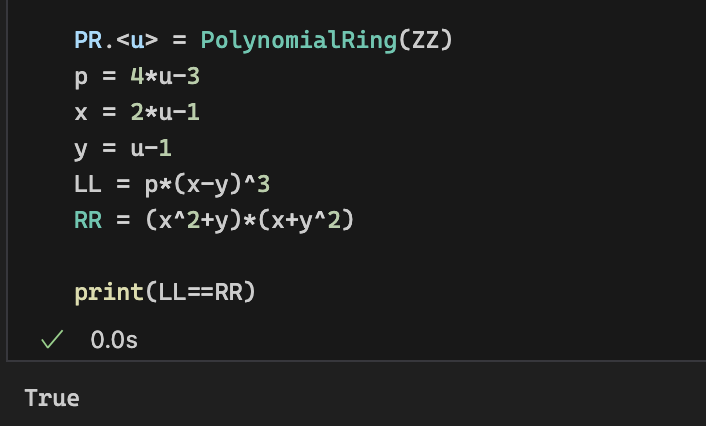 PR.<u> = PolynomialRing(ZZ)
p = 4*u-3
x = 2*u-1
y = u-1
LL = p*(x-y)^3
RR = (x^2+y)*(x+y^2)
print(LL==RR)
✓ 0.0s
True